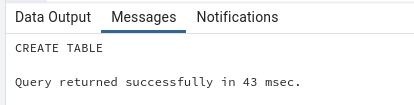 Data Output Messages Notifications
CREATE TABLE
Query returned successfully in 43 msec.